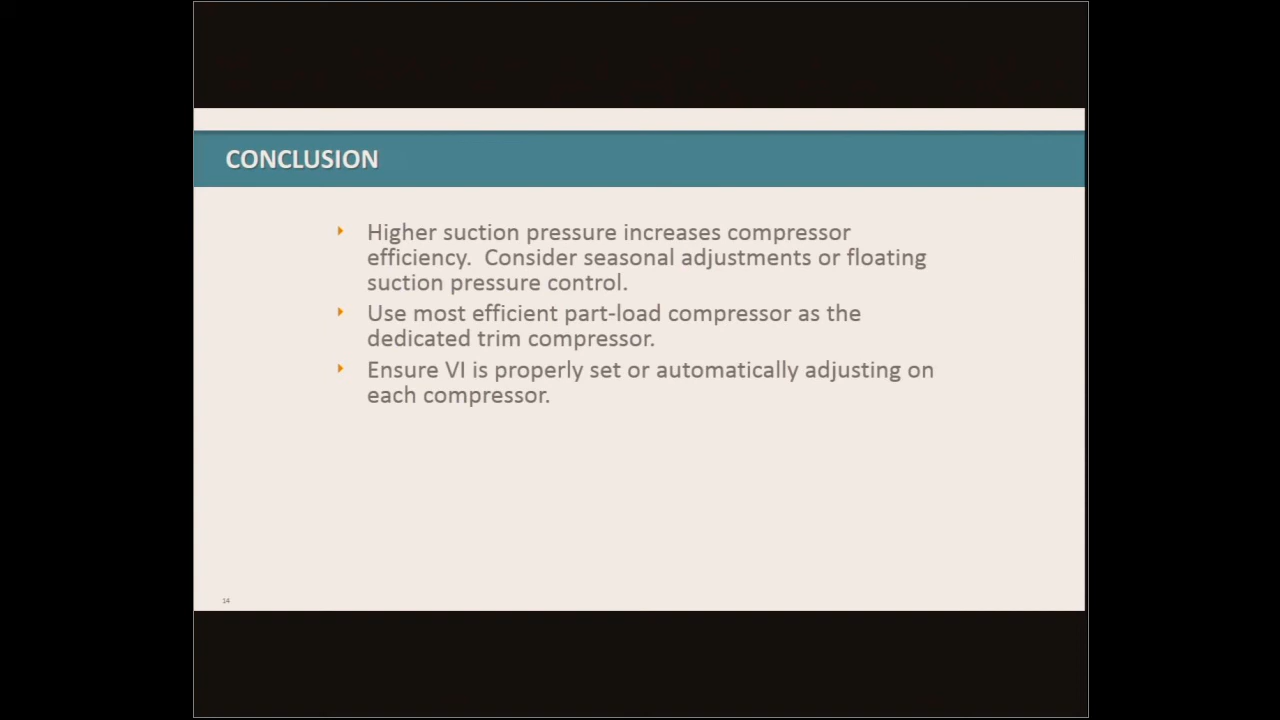 CONCLUSION
Higher suction pressure increases compressor
efficiency.  Consider seasonal adjustments or floating
suction pressure control.
Use most efficient part-load compressor as the
dedicated trim compressor.
Ensure VI is properly set or automatically adjusting on
each compressor.
14